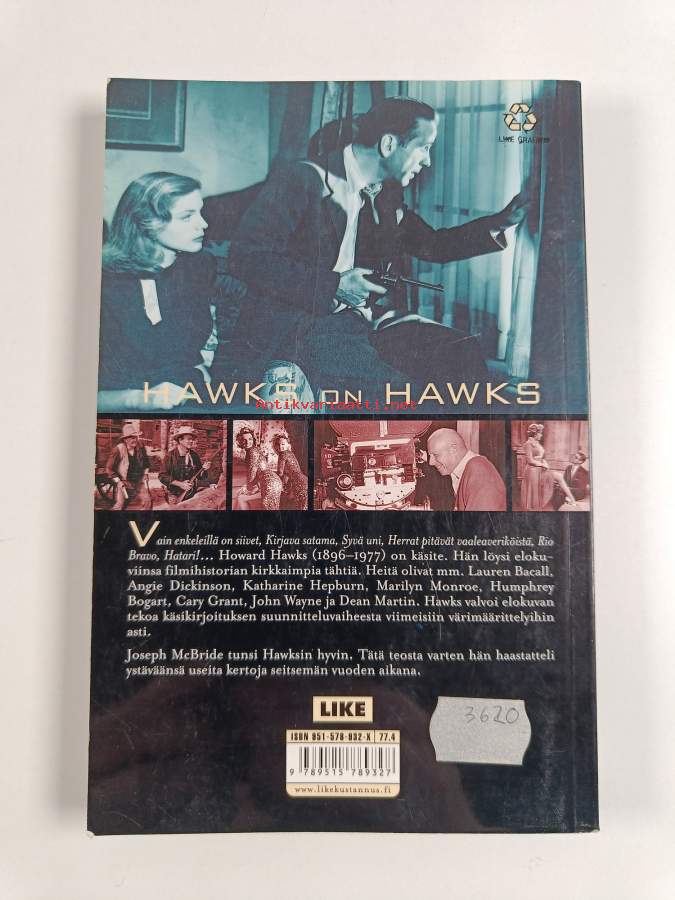 LIKE
HAWKS ON HAWKS
Antikvariaatti.net
Vain enkeleillä on siivet, Kirjava satama, Syvä uni, Herrat pitävät vaaleaveriköistä, Rio
Bravo, Hatari!... Howard Hawks (1896–1977) on käsite. Hän löysi eloku-
viinsa filmihistorian kirkkaimpia tähtiä. Heitä olivat mm. Lauren Bacall,
Angie Dickinson, Katharine Hepburn, Marilyn Monroe, Humphrey
Bogart, Cary Grant, John Wayne ja Dean Martin. Hawks valvoi elokuvan
tekoa käsikirjoituksen suunnitteluvaiheesta viimeisiin värimäärittelyihin
asti.
Joseph McBride tunsi Hawksin hyvin. Tätä teosta varten hän haastatteli
ystäväänsä useita kertoja seitsemän vuoden aikana.
LIKE
3620
ISBN 951-578-932-X 77.4
9 789515 789327
www.likekustannus.fi